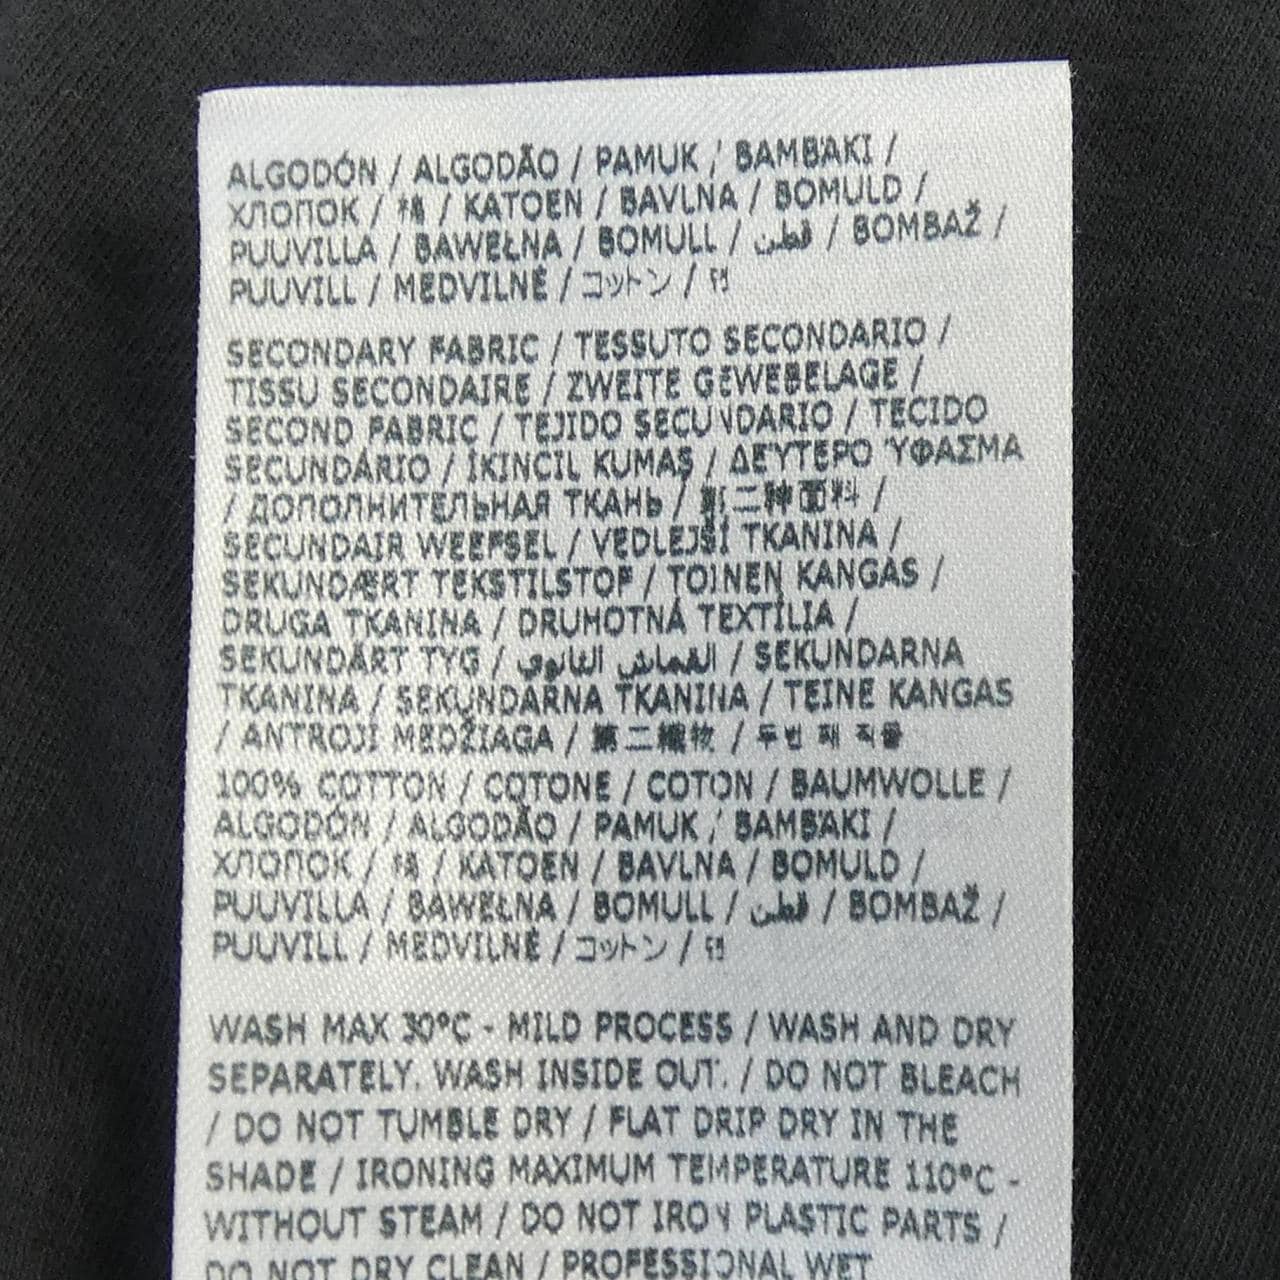 ALGODÓN / ALGODÃO / PAMUK / BAMBAKI /
ХЛОПОК / 棉 / KATOEN / BAVLNA / BOMULD /
PUUVILLA / BAWEŁNA / BOMULL / قطن / BOMBAŽ /
PUUVILL / MEDVILNĖ / コットン / 면
SECONDARY FABRIC / TESSUTO SECONDARIO /
TISSU SECONDAIRE / ZWEITE GEWEBELAGE /
SECOND FABRIC / TEJIDO SECUNDARIO / TECIDO
SECUNDÁRIO / İKINCIL KUMAŞ / ΔΕΥΤΕΡΟ ΎΦΑΣΜΑ
/ ДОПОЛНИТЕЛЬНАЯ ТКАНЬ / 第二种面料 /
SECUNDAIR WEEFSEL / VEDLEJŠÍ TKANINA /
SEKUNDÆRT TEKSTILSTOF / TOINEN KANGAS /
DRUGA TKANINA / DRUHOTNÁ TEXTÍLIA /
SEKUNDÄRT TYG / القماش الثانوي / SEKUNDARNA
TKANINA / SEKUNDARNA TKANINA / TEINE KANGAS
/ ANTROJI MEDŽIAGA / 第二織物 / 두번 째 직물
100% COTTON / COTONE / COTON / BAUMWOLLE /
ALGODÓN / ALGODÃO / PAMUK / BAMBAKI /
ХЛОПОК / 棉 / KATOEN / BAVLNA / BOMULD /
PUUVILLA / BAWEŁNA / BOMULL / قطن / BOMBAŽ /
PUUVILL / MEDVILNĖ / コットン / 면
WASH MAX 30°C - MILD PROCESS / WASH AND DRY
SEPARATELY. WASH INSIDE OUT. / DO NOT BLEACH
/ DO NOT TUMBLE DRY / FLAT DRIP DRY IN THE
SHADE / IRONING MAXIMUM TEMPERATURE 110°C -
WITHOUT STEAM / DO NOT IRON PLASTIC PARTS /
DO NOT DRY CLEAN / PROFESSIONAL WET